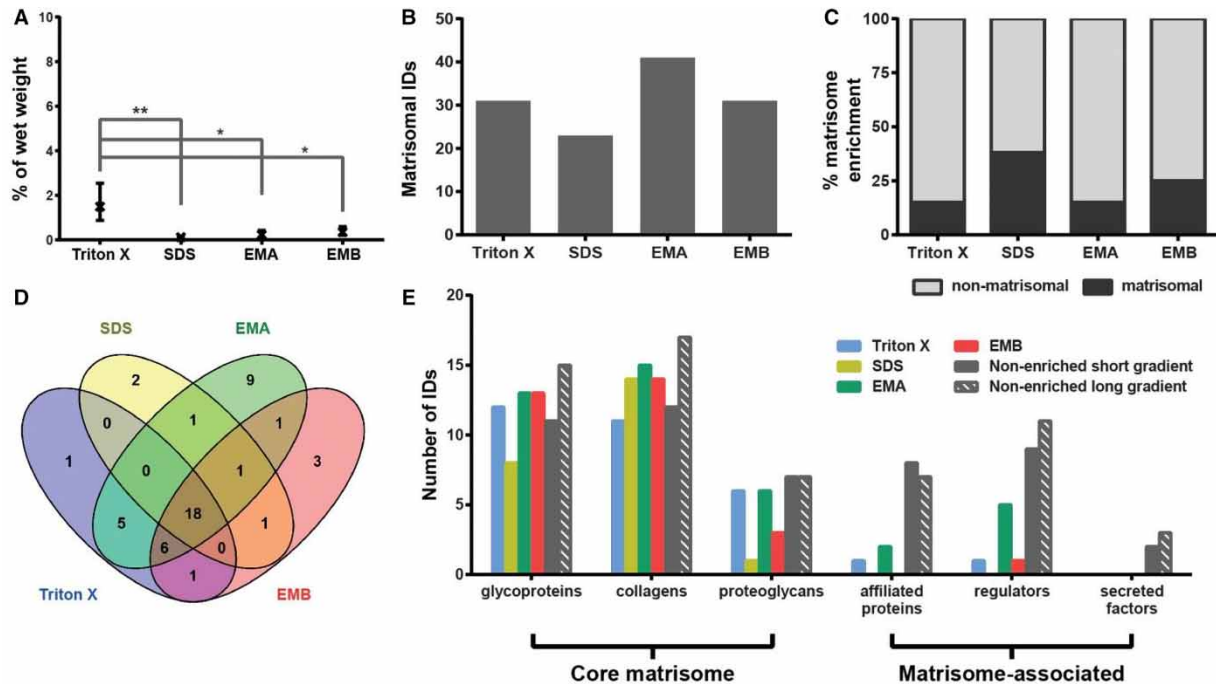 A
% of wet weight
10
8
6
4
2
0
**
*
*
Triton X SDS EMA EMB
B
Matrisomal IDs
50
40
30
20
10
0
Triton X SDS EMA EMB
C
% matrisome
enrichment
100
75
50
25
0
Triton X SDS EMA EMB
non-matrisomal matrisomal
D
SDS EMA
2 9
0 1 1
1 0 1 3
5 18 1
6 0
1
Triton X EMB
E
Number of IDs
20
15
10
5
0
Triton X EMB
SDS Non-enriched short gradient
EMA Non-enriched long gradient
glycoproteins collagens proteoglycans affiliated proteins regulators secreted factors
Core matrisome Matrisome-associated